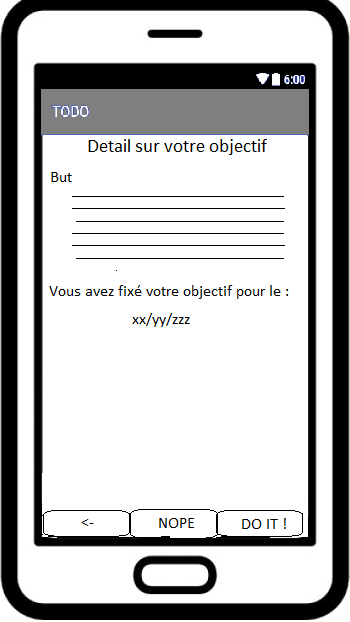 6:00
TODO
Detail sur votre objectif
But
Vous avez fixé votre objectif pour le :
xx/yy/zzz
<- NOPE DO IT !